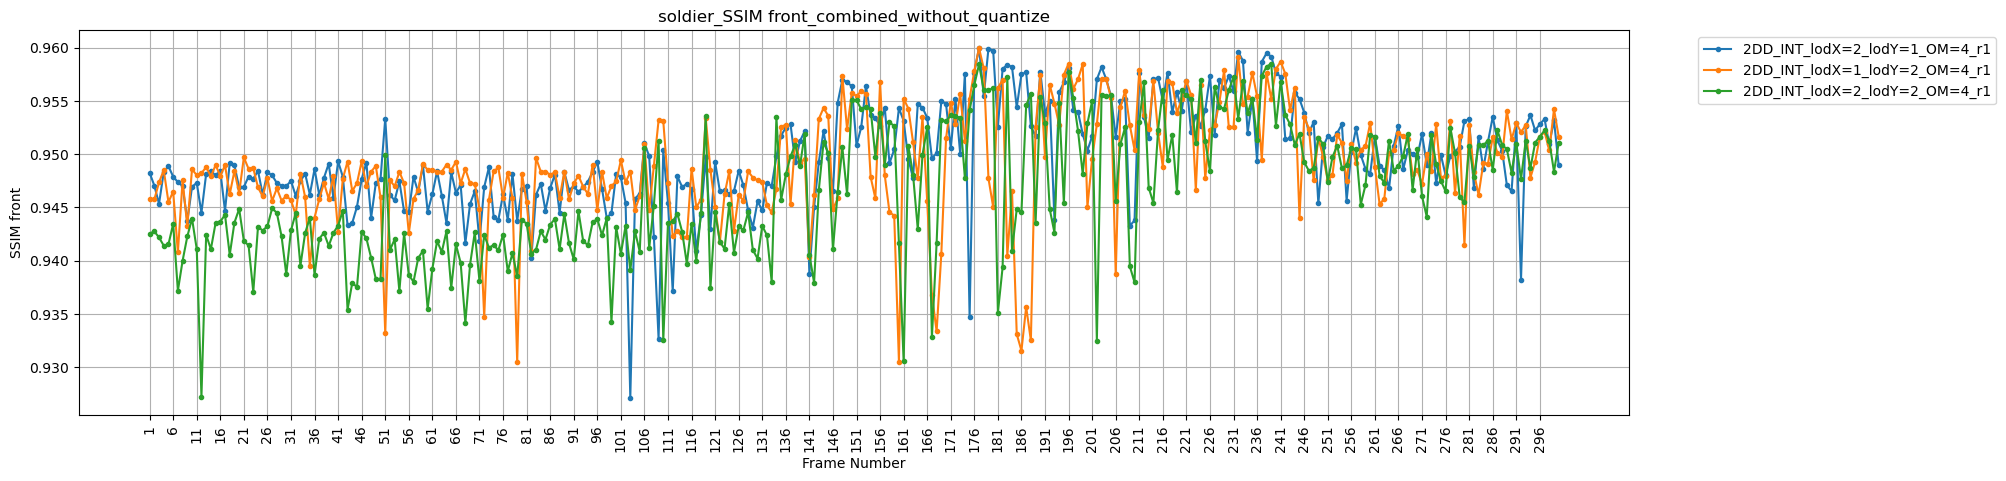 soldier_SSIM front_combined_without_quantize
SSIM front
0.960
0.955
0.950
0.945
0.940
0.935
0.930
1 6 11 16 21 26 31 36 41 46 51 56 61 66 71 76 81 86 91 96 101 106 111 116 121 126 131 136 141 146 151 156 161 166 171 176 181 186 191 196 201 206 211 216 221 226 231 236 241 246 251 256 261 266 271 276 281 286 291 296
Frame Number
2DD_INT_lodX=2_lodY=1_OM=4_r1
2DD_INT_lodX=1_lodY=2_OM=4_r1
2DD_INT_lodX=2_lodY=2_OM=4_r1